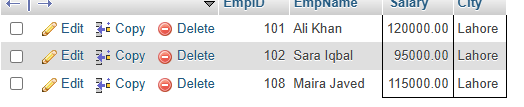 EmpID EmpName Salary City
Edit Copy Delete 101 Ali Khan 120000.00 Lahore
Edit Copy Delete 102 Sara Iqbal 95000.00 Lahore
Edit Copy Delete 108 Maira Javed 115000.00 Lahore